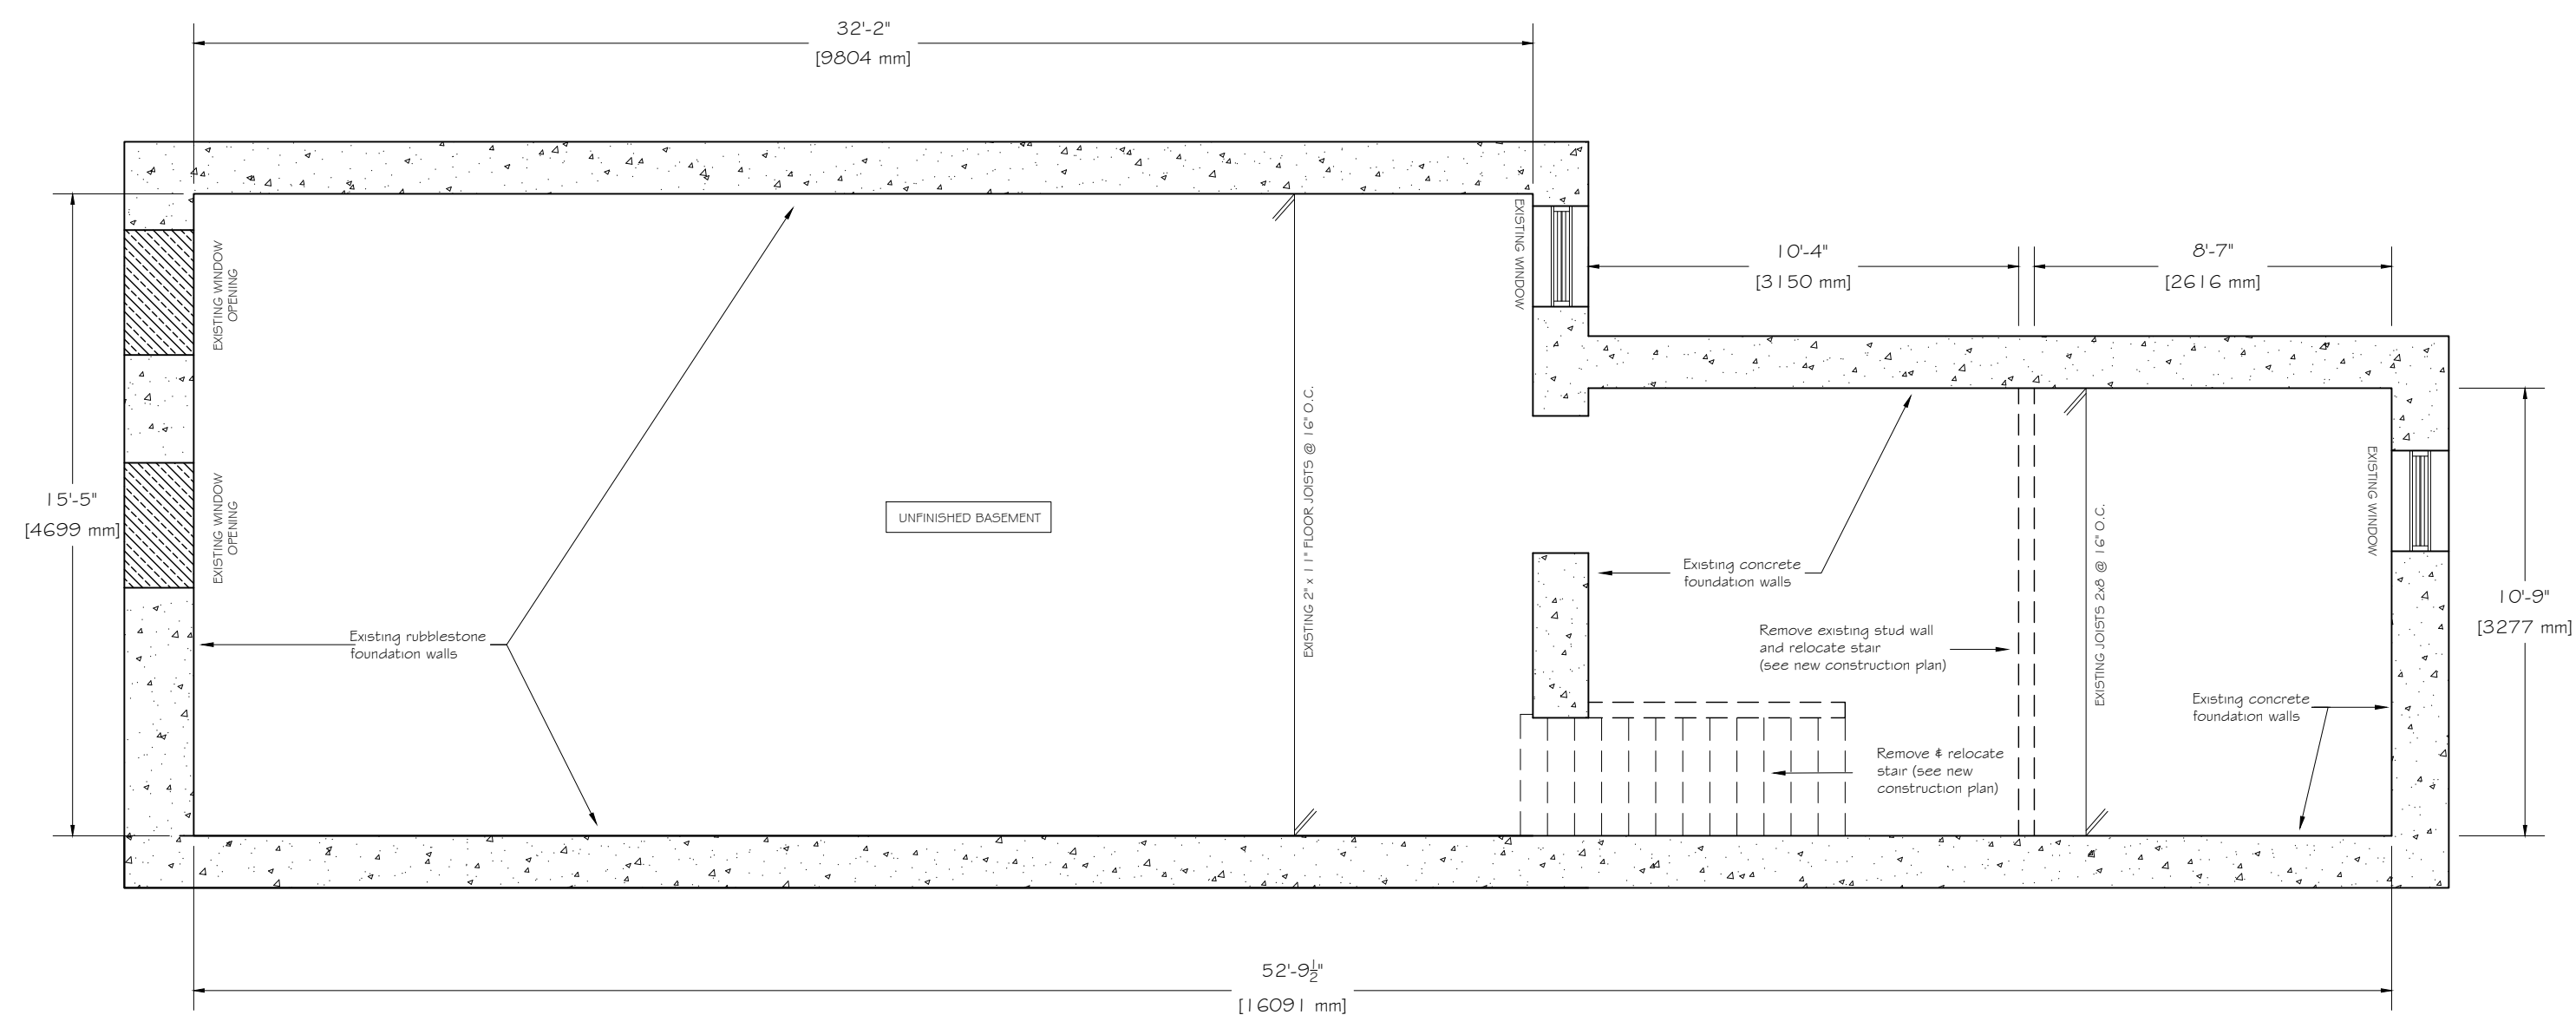 32'-2"
[9804 mm]
10'-4"
[3150 mm]
8'-7"
[2616 mm]
EXISTING WINDOW
OPENING
EXISTING WINDOW
EXISTING 2" x 11" FLOOR JOISTS @ 16" O.C.
15'-5"
[4699 mm]
EXISTING WINDOW
OPENING
UNFINISHED BASEMENT
EXISTING WINDOW
EXISTING JOISTS 2x8 @ 16" O.C.
Existing concrete
foundation walls
10'-9"
[3277 mm]
Existing rubblestone
foundation walls
Remove existing stud wall
and relocate stair
(see new construction plan)
Existing concrete
foundation walls
Remove & relocate
stair (see new
construction plan)
52'-9½"
[16091 mm]